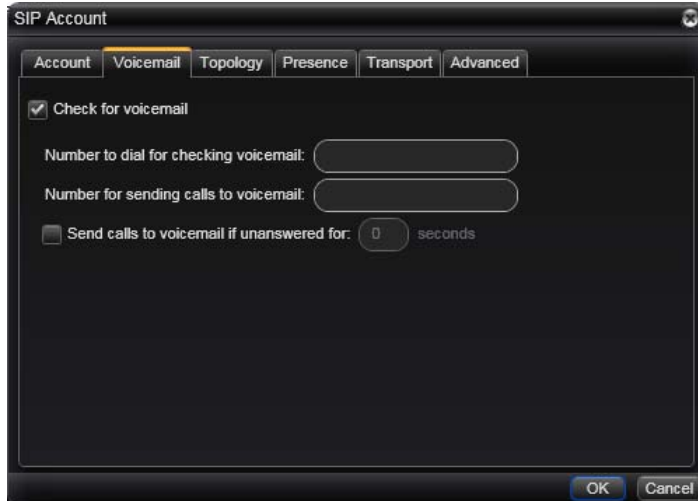 SIP Account
Account Voicemail Topology Presence Transport Advanced
Check for voicemail
Number to dial for checking voicemail:
Number for sending calls to voicemail:
Send calls to voicemail if unanswered for: 0 seconds
OK Cancel